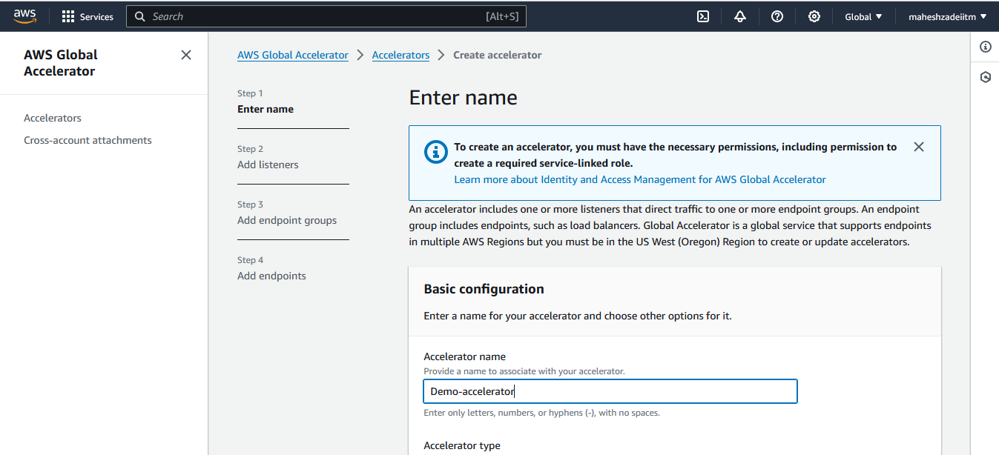 aws
Services
Search
[Alt+S]
Global
maheshzadeiitm
AWS Global
Accelerator
Accelerators
Cross-account attachments
AWS Global Accelerator
Accelerators
Create accelerator
Step 1
Enter name
Step 2
Add listeners
Step 3
Add endpoint groups
Step 4
Add endpoints
Enter name
To create an accelerator, you must have the necessary permissions, including permission to
create a required service-linked role.
Learn more about Identity and Access Management for AWS Global Accelerator
An accelerator includes one or more listeners that direct traffic to one or more endpoint groups. An endpoint
group includes endpoints, such as load balancers. Global Accelerator is a global service that supports endpoints
in multiple AWS Regions but you must be in the US West (Oregon) Region to create or update accelerators.
Basic configuration
Enter a name for your accelerator and choose other options for it.
Accelerator name
Provide a name to associate with your accelerator.
Demo-accelerator
Enter only letters, numbers, or hyphens (-), with no spaces.
Accelerator type